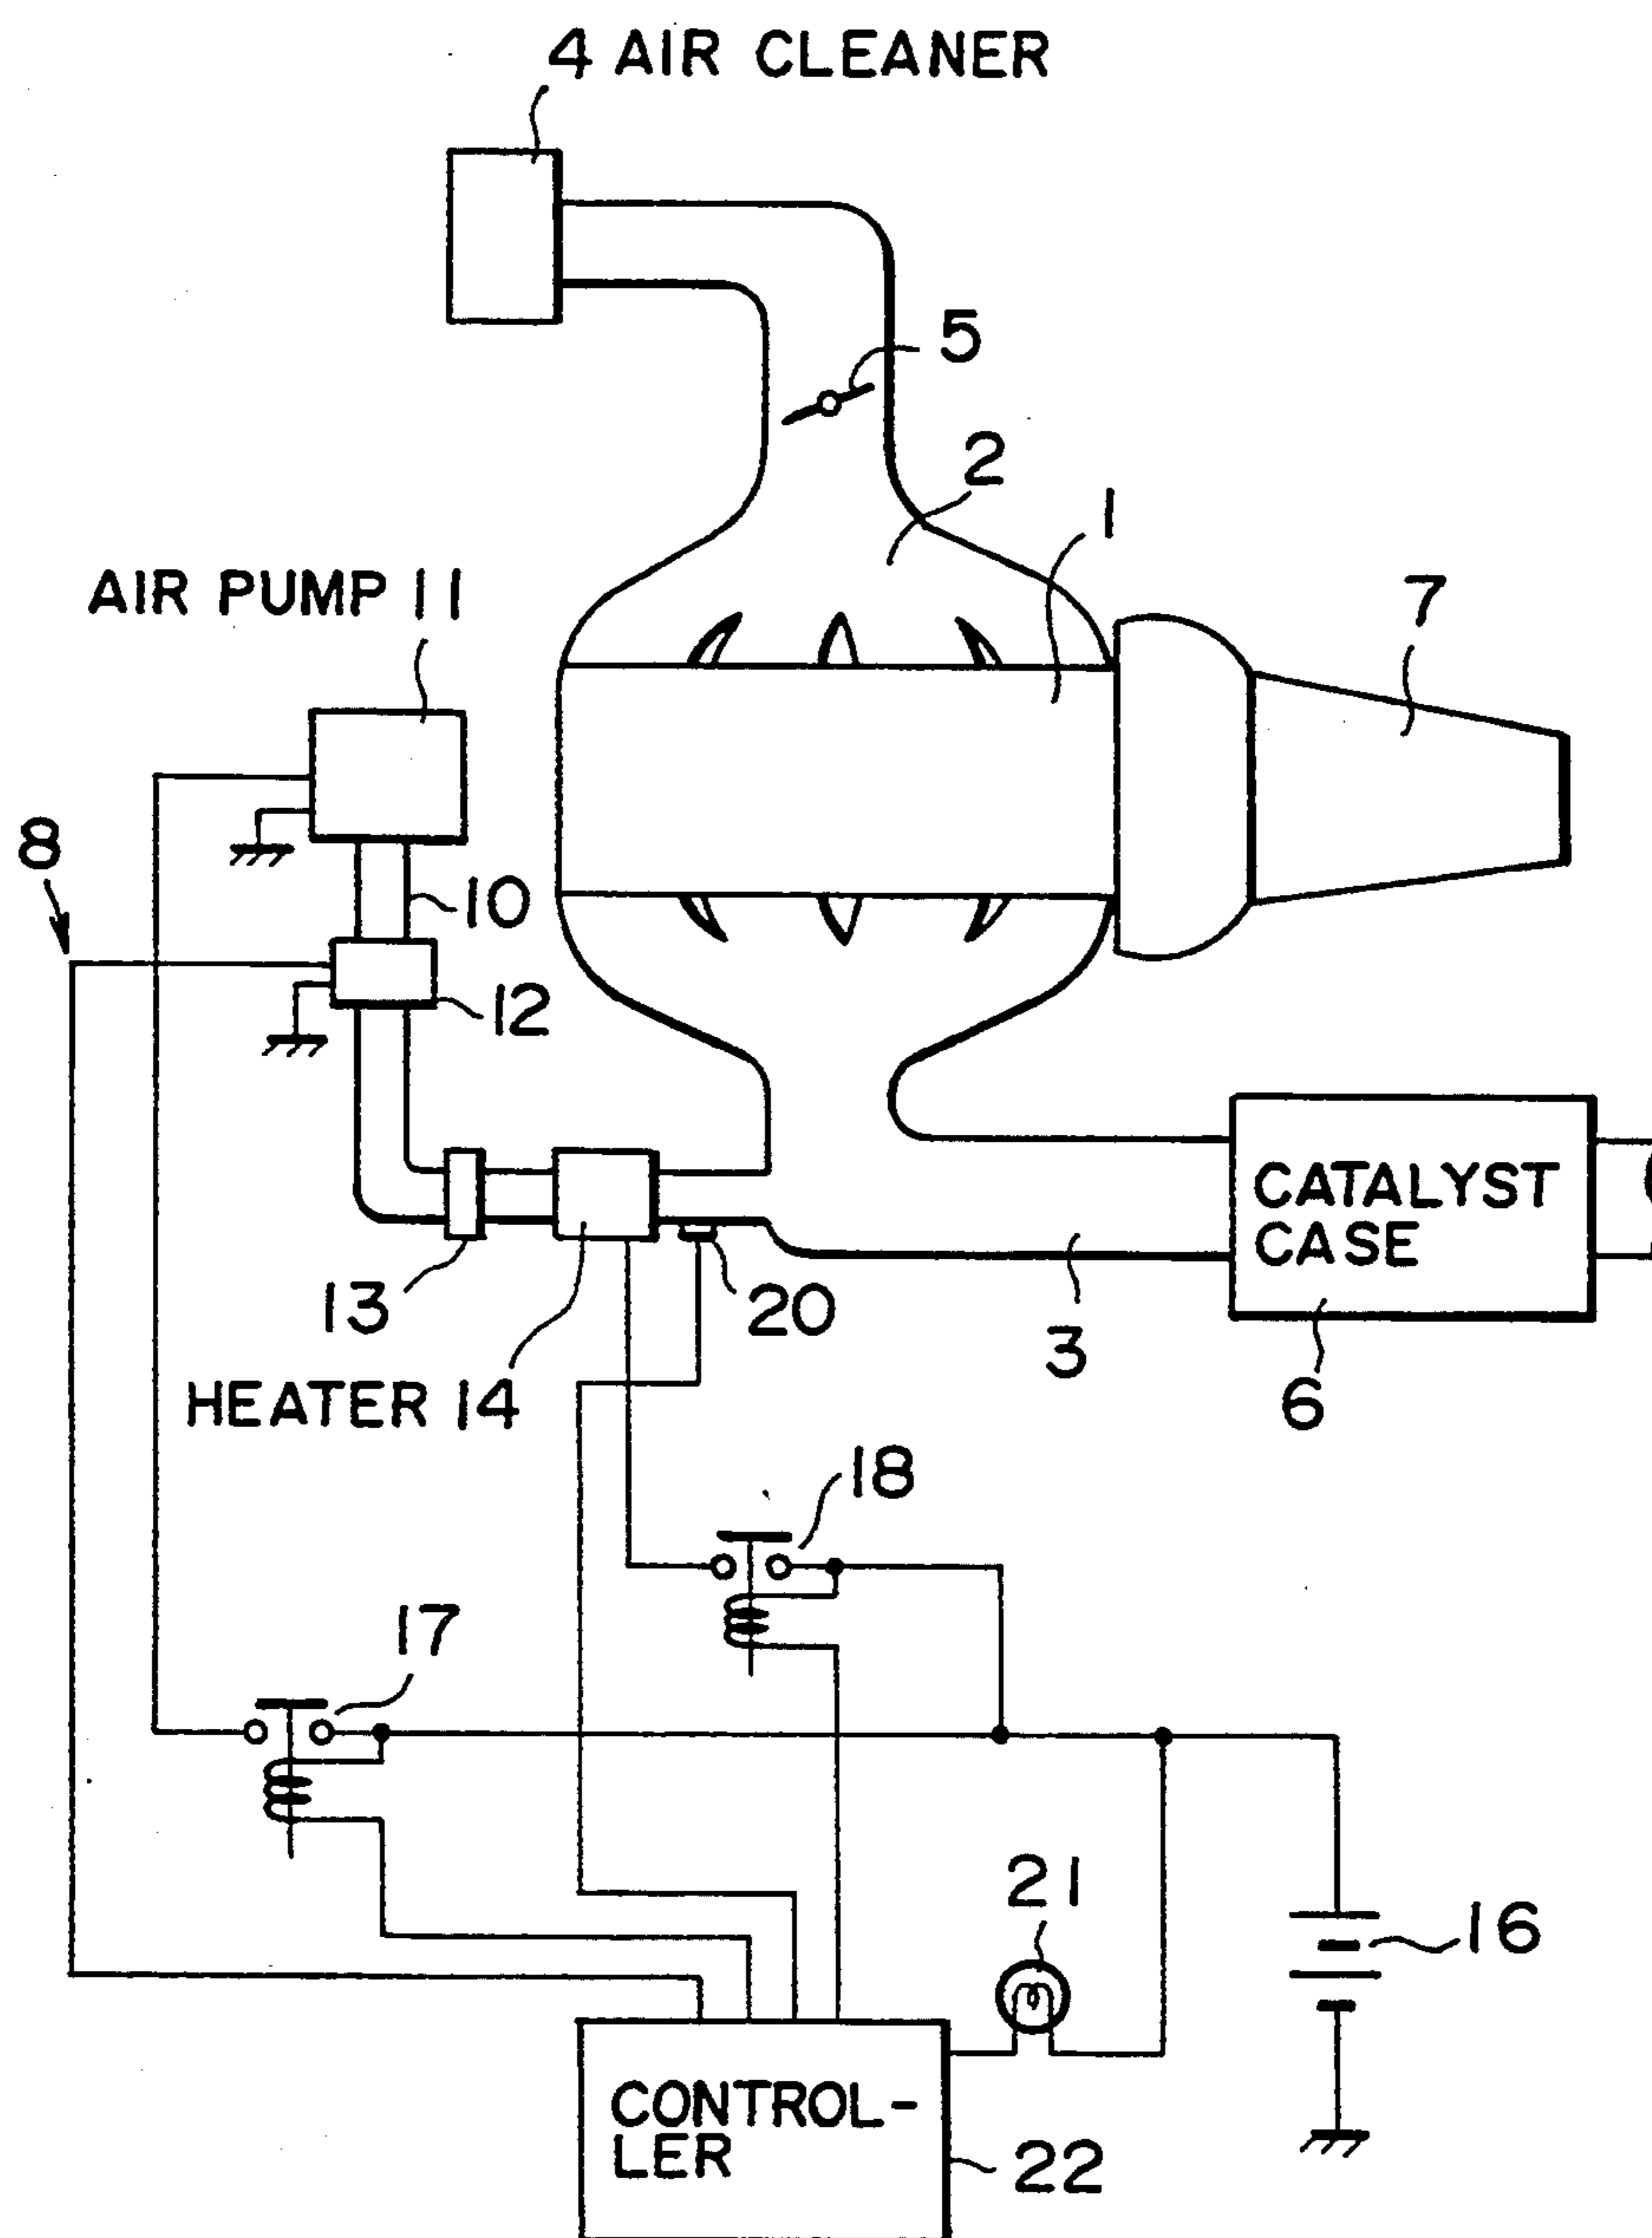 4 AIR CLEANER
5
2
1
AIR PUMP 11
7
8
10
12
CATALYST
CASE
13
20
3
HEATER 14
6
18
17
21
16
CONTROL-
LER
22